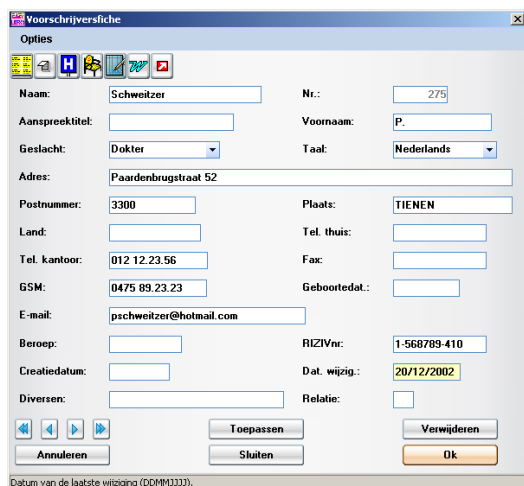 Voorschrijversfiche
Opties
Naam: Schweitzer Nr.: 275
Aanspreektitel: Voornaam: P.
Geslacht: Dokter Taal: Nederlands
Adres: Paardenbrugstraat 52
Postnummer: 3300 Plaats: TIENEN
Land: Tel. thuis:
Tel. kantoor: 012 12.23.56 Fax:
GSM: 0475 89.23.23 Geboortedat.:
E-mail: pschweitzer@hotmail.com
Beroep: RIZIVnr: 1-568789-410
Creatiedatum: Dat. wijzig.: 20/12/2002
Diversen: Relatie:
Toepassen Verwijderen
Annuleren Sluiten Ok
Datum van de laatste wijziging (DDMMJJJJ).